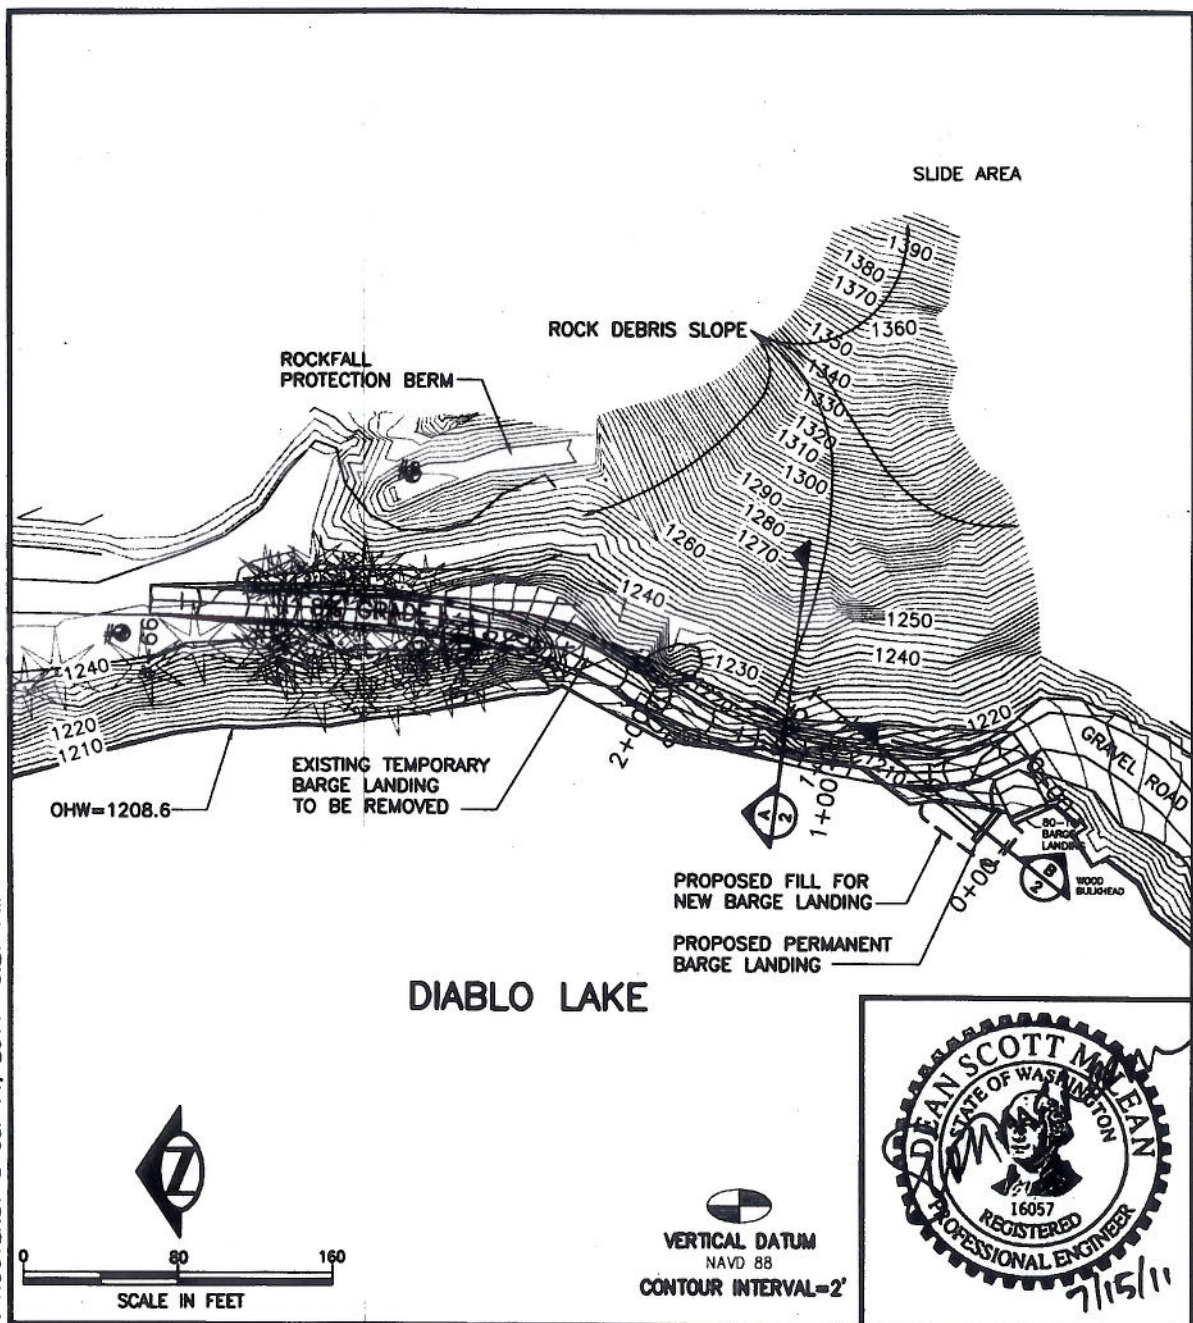 SLIDE AREA
1390
1380
1370
1360
1350
1340
1330
1320
1310
1300
1290
1280
1270
1260
1250
1240
1240
1230
1220
1210
ROCK DEBRIS SLOPE
ROCKFALL
PROTECTION BERM
GRADE
1240
1220
1210
OHW=1208.6
EXISTING TEMPORARY
BARGE LANDING
TO BE REMOVED
1+00
0+00
A
2
B
2
GRAVEL ROAD
BARGE
LANDING
WOOD
BULKHEAD
PROPOSED FILL FOR
NEW BARGE LANDING
PROPOSED PERMANENT
BARGE LANDING
DIABLO LAKE
Z
0 80 160
SCALE IN FEET
VERTICAL DATUM
NAVD 88
CONTOUR INTERVAL=2'
DEAN SCOTT McLEAN
STATE OF WASHINGTON
16057
REGISTERED
PROFESSIONAL ENGINEER
7/15/11